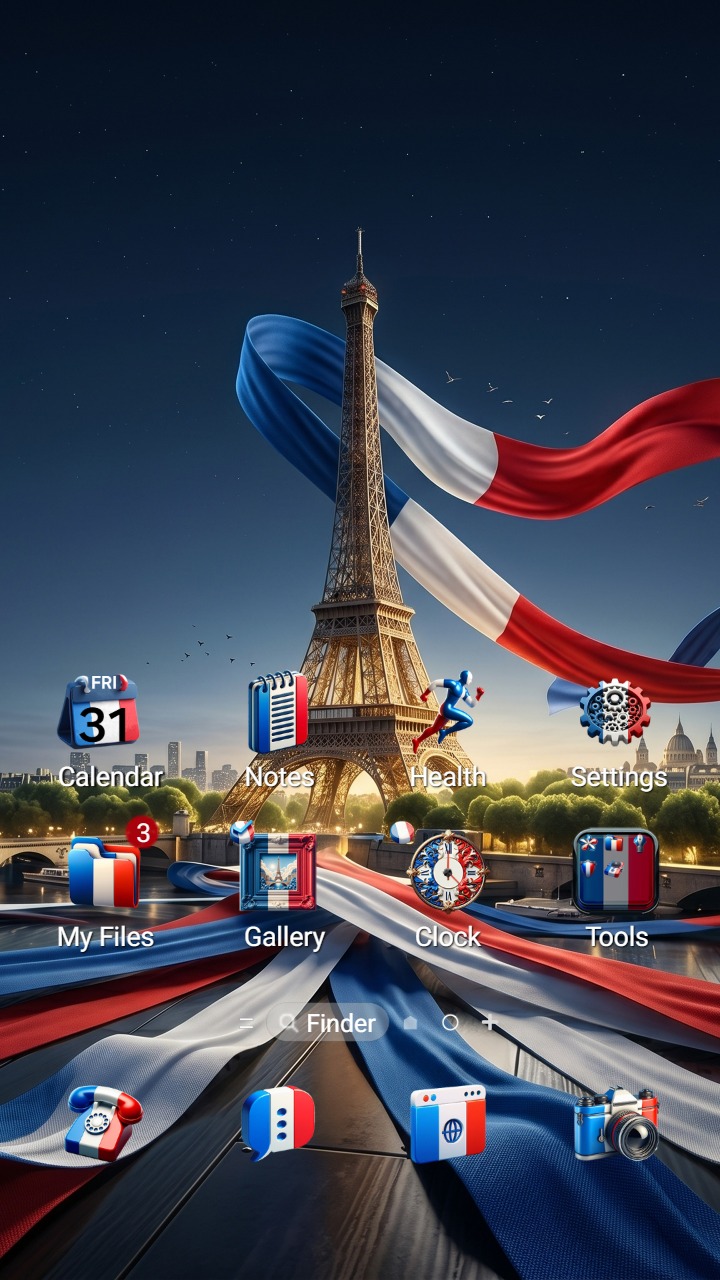 FRI
31
Calendar
Notes
Health
Settings
3
My Files
Gallery
Clock
Tools
Finder